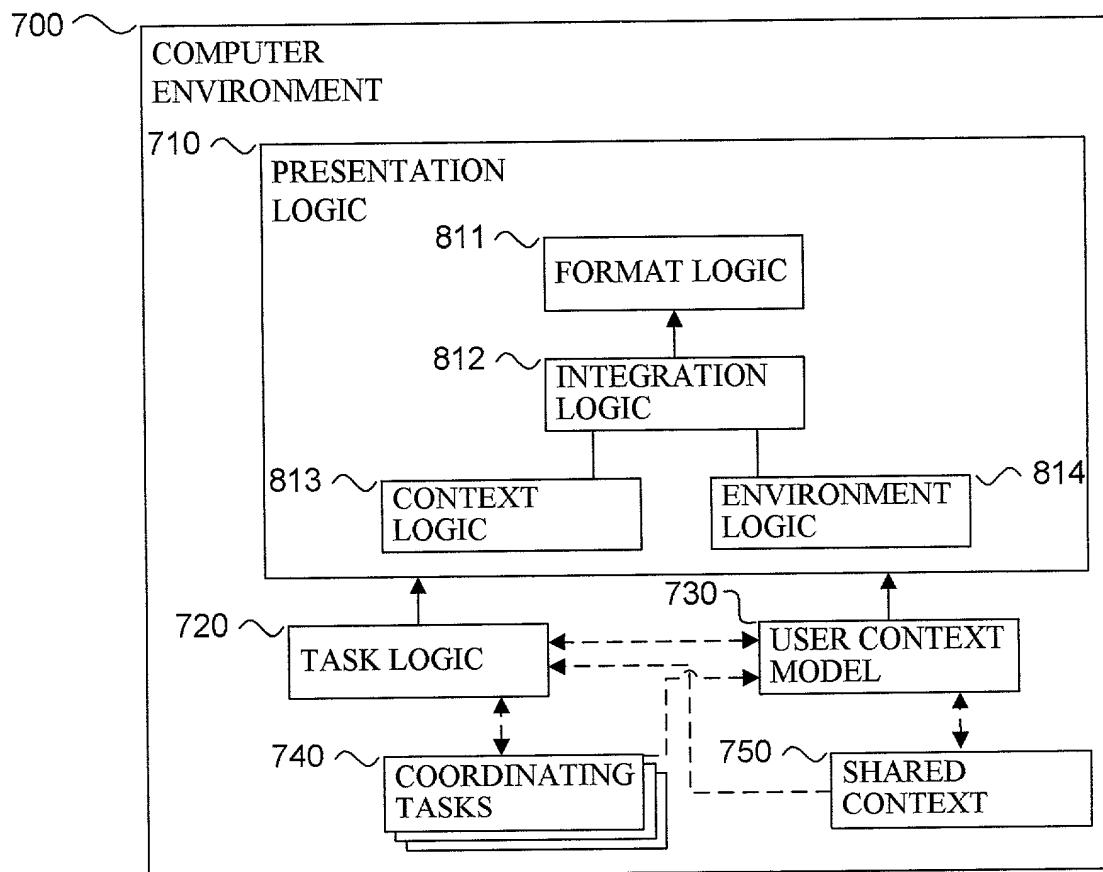 700
COMPUTER
ENVIRONMENT
710
PRESENTATION
LOGIC
811
FORMAT LOGIC
812
INTEGRATION
LOGIC
813
CONTEXT
LOGIC
ENVIRONMENT
LOGIC
814
720
TASK LOGIC
730
USER CONTEXT
MODEL
740
COORDINATING
TASKS
750
SHARED
CONTEXT